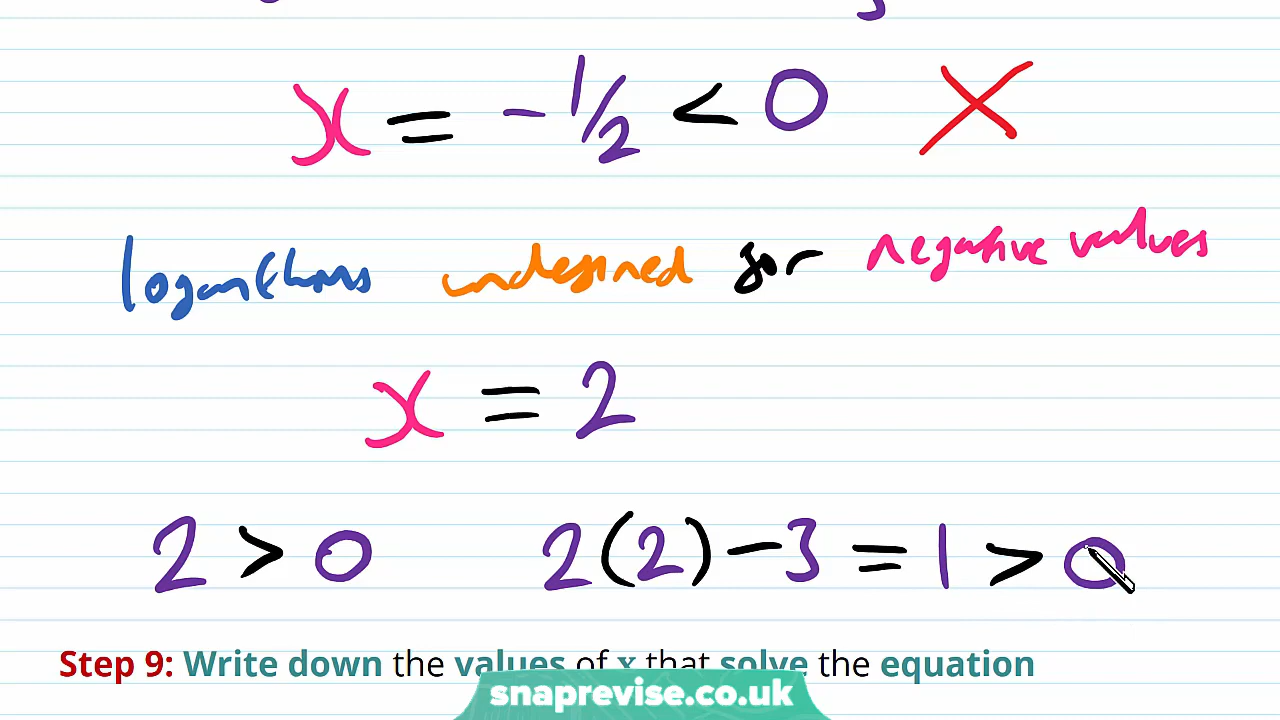 x = -1/2 < 0
logarithms undefined for negative values
x = 2
2 > 0 2(2) - 3 = 1 > 0
Step 9: Write down the values of x that solve the equation
snaprevise.co.uk